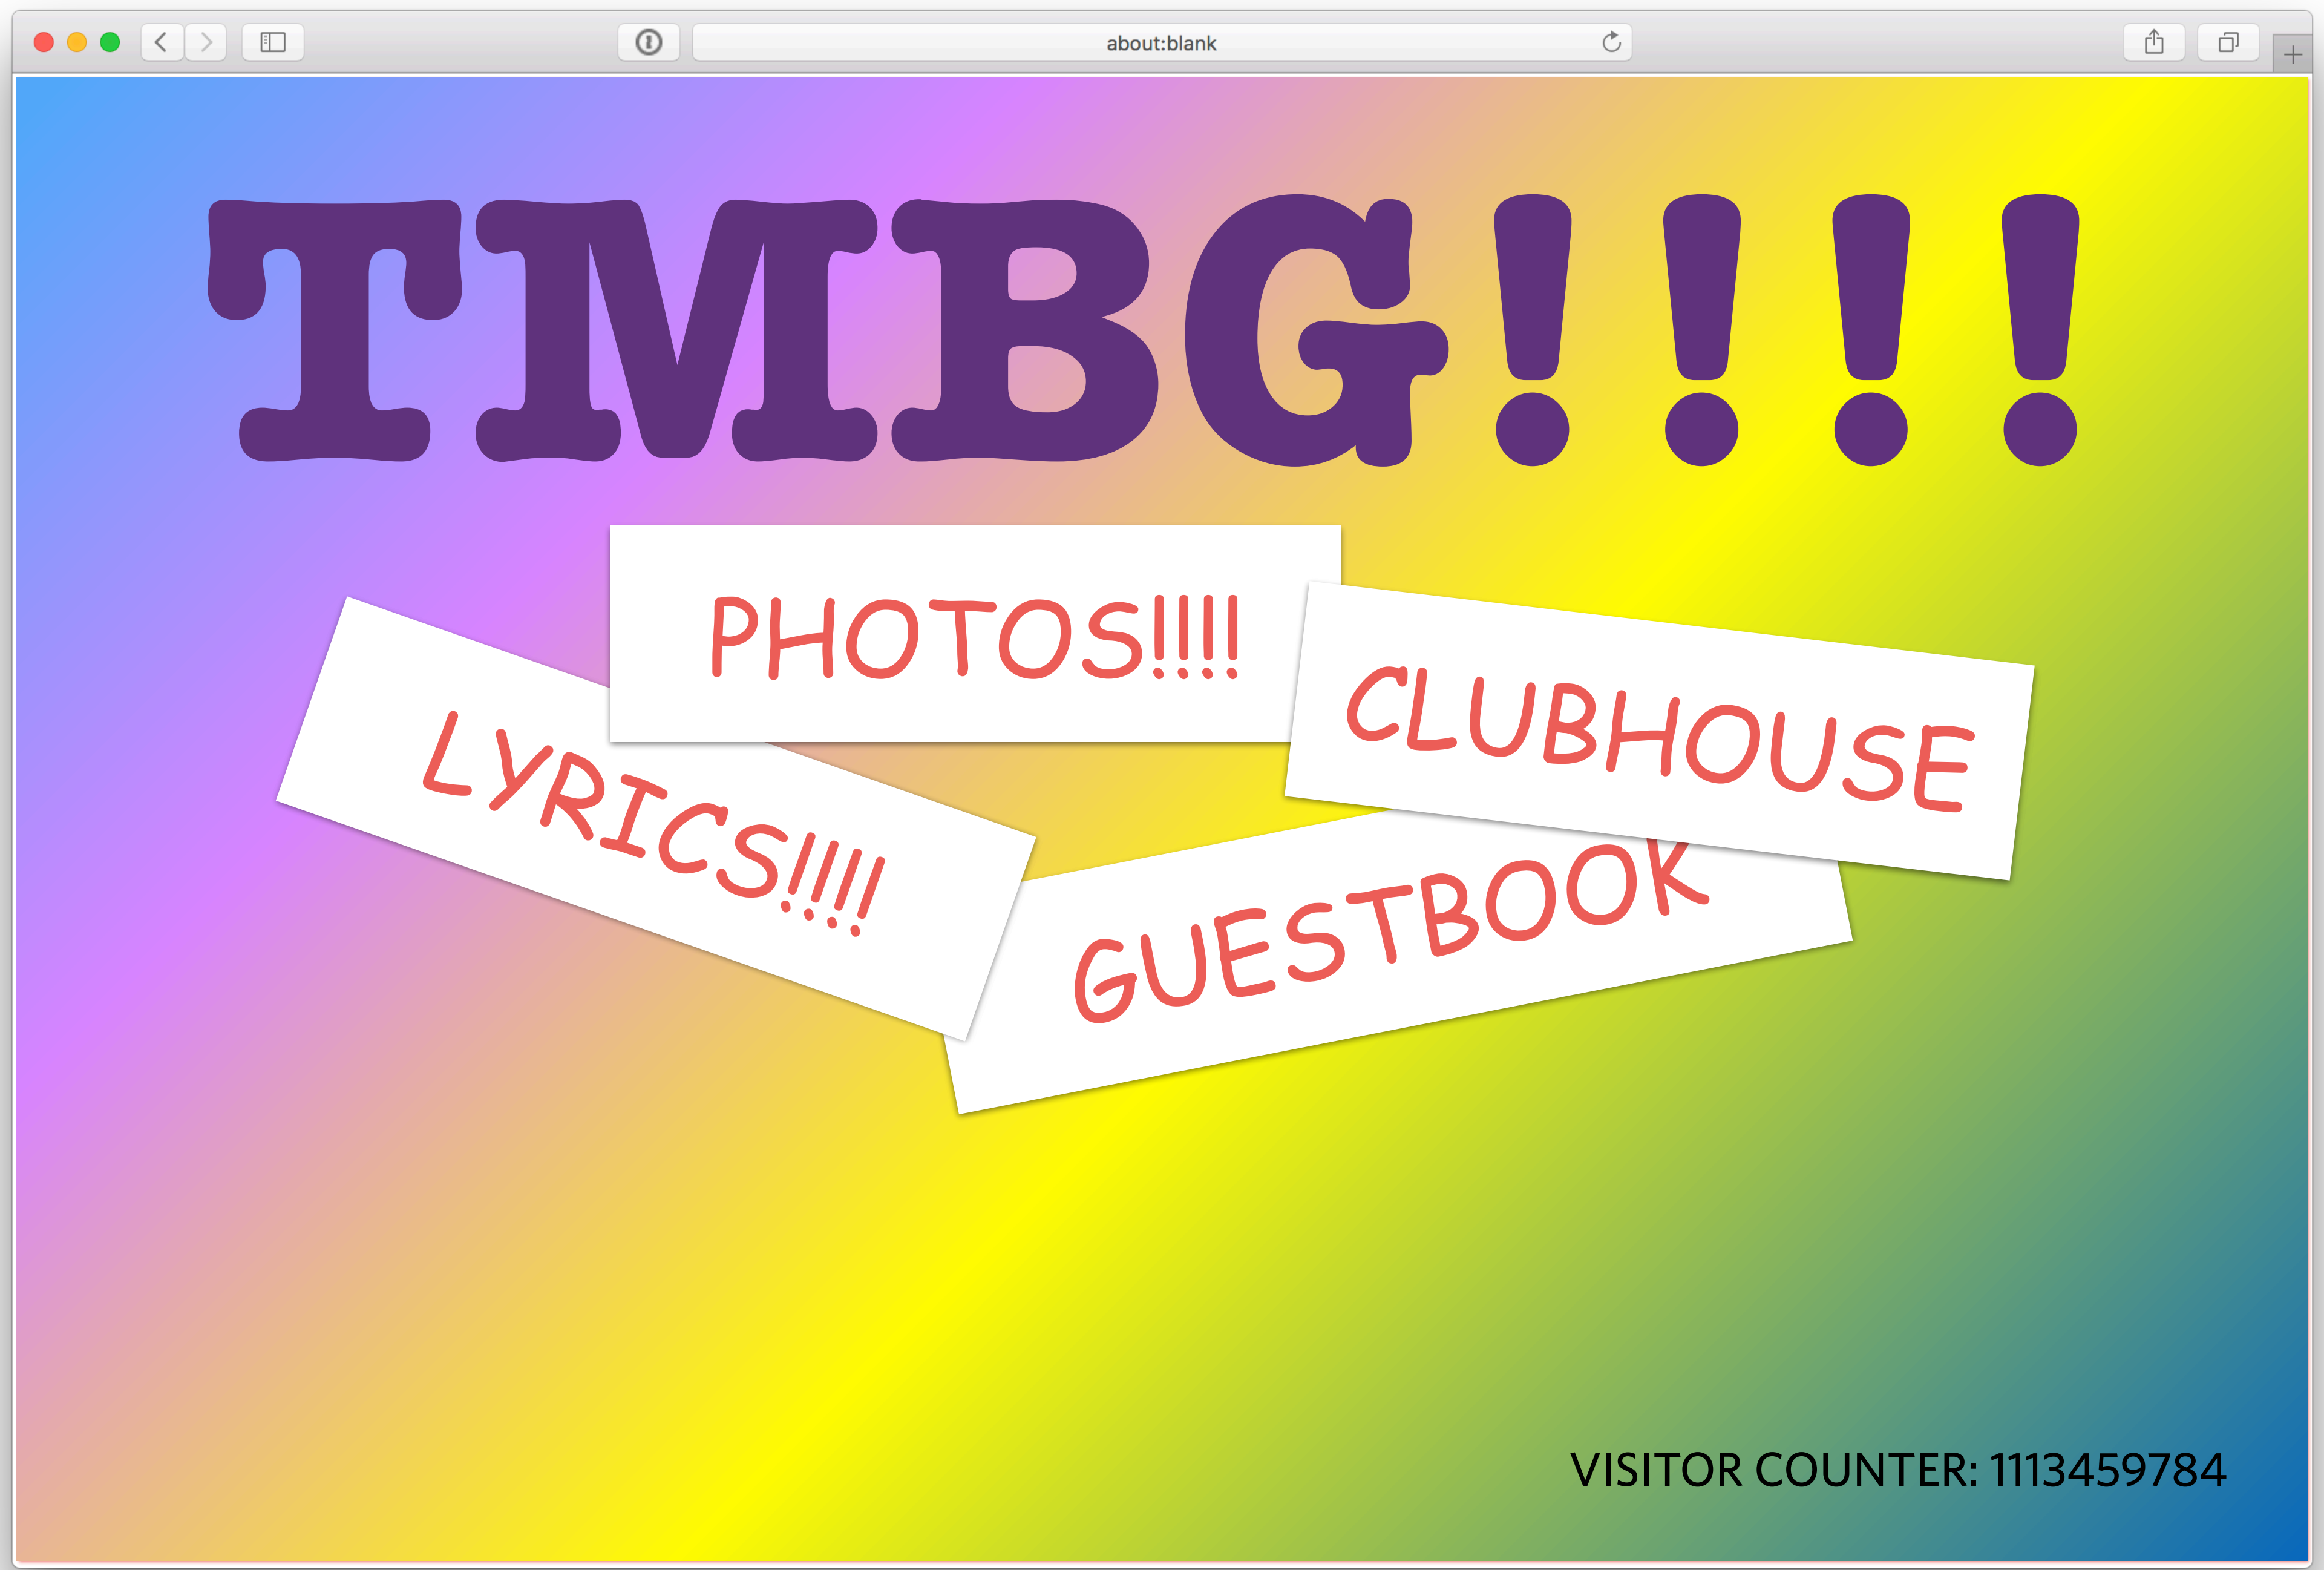 about:blank
TMBG!!!!
PHOTOS!!!!
CLUBHOUSE
LYRICS!!!!
GUESTBOOK
VISITOR COUNTER: 1113459784